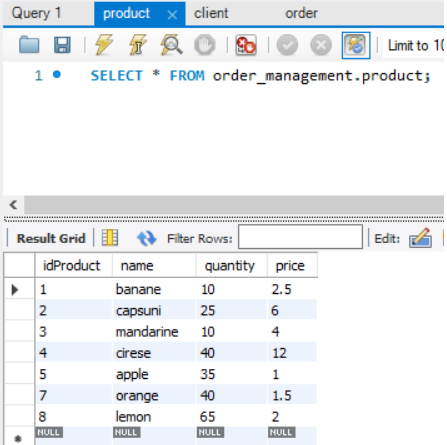 Query 1 product × client order
Limit to 10
1 SELECT * FROM order_management.product;
Result Grid Filter Rows: Edit:
idProduct name quantity price
1 banane 10 2.5
2 capsuni 25 6
3 mandarine 10 4
4 cirese 40 12
5 apple 35 1
7 orange 40 1.5
8 lemon 65 2
NULL NULL NULL NULL